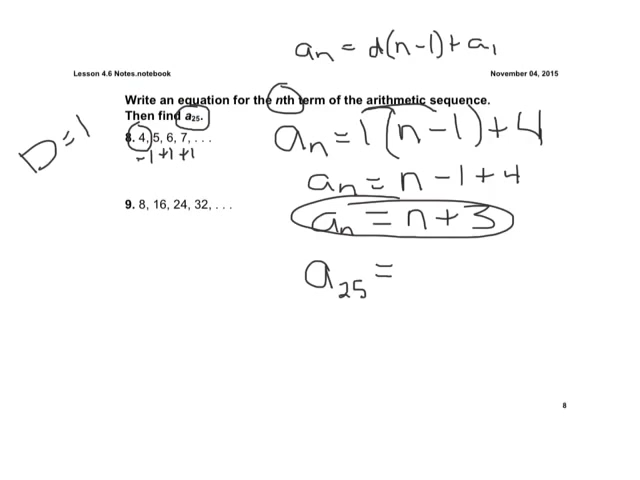 aₙ = d(n-1)+a₁
Lesson 4.6 Notes.notebook
November 04, 2015
Write an equation for the nth term of the arithmetic sequence.
Then find a₂₅.
8. 4, 5, 6, 7, . . .
-1 +1 +1
D=1
aₙ = 1(n-1)+4
aₙ = n-1+4
aₙ = n+3
9. 8, 16, 24, 32, . . .
a₂₅ =
8